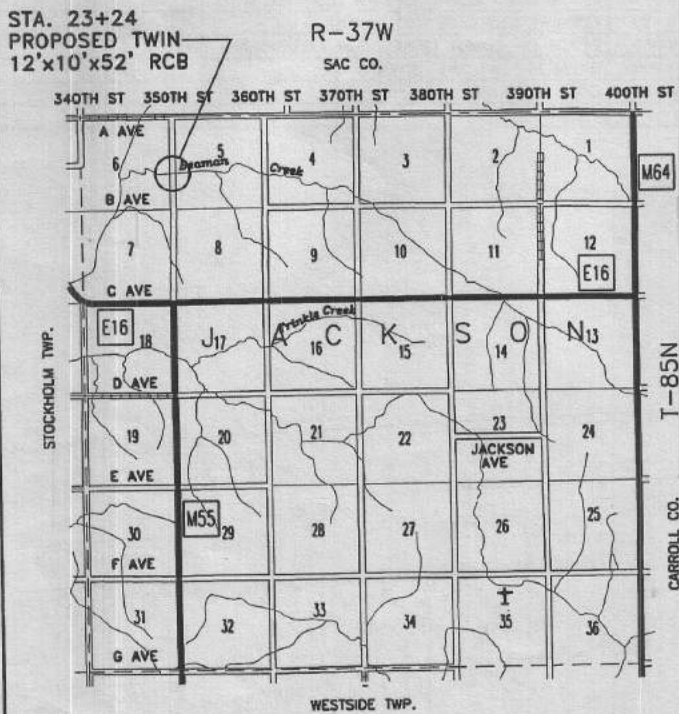 STA. 23+24
PROPOSED TWIN
12'x10'x52' RCB
R-37W
SAC CO.
340TH ST 350TH ST 360TH ST 370TH ST 380TH ST 390TH ST 400TH ST
A AVE
6 5 4 3 2 1
Beaman Creek
M64
B AVE
7 8 9 10 11 12
E16
C AVE
E16
J A C K S O N
18 17 16 15 14 13
Trinkle Creek
D AVE
STOCKHOLM TWP.
T-85N
19 20 21 22 23 24
JACKSON
AVE
E AVE
M55
30 29 28 27 26 25
F AVE
CARROLL CO.
31 32 33 34 35 36
G AVE
WESTSIDE TWP.